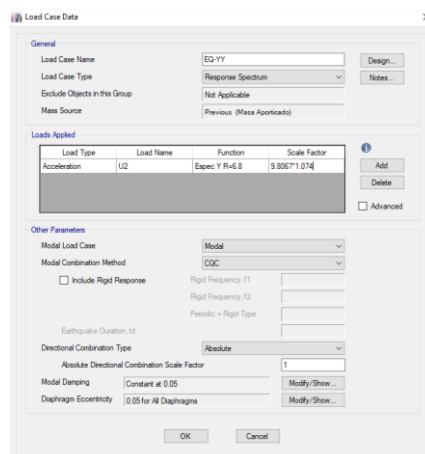 Load Case Data
General
Load Case Name EQ-YY Design...
Load Case Type Response Spectrum Notes...
Exclude Objects in this Group Not Applicable
Mass Source Previous (Masa Aporticado)
Loads Applied
Load Type Load Name Function Scale Factor
Acceleration U2 Espec Y R=6.8 9.8067*1.074 Add
Delete
Advanced
Other Parameters
Modal Load Case Modal
Modal Combination Method CQC
Include Rigid Response Rigid Frequency, f1
Rigid Frequency, f2
Periodic + Rigid Type
Earthquake Duration, td
Directional Combination Type Absolute
Absolute Directional Combination Scale Factor 1
Modal Damping Constant at 0.05 Modify/Show...
Diaphragm Eccentricity 0.05 for All Diaphragms Modify/Show...
OK Cancel